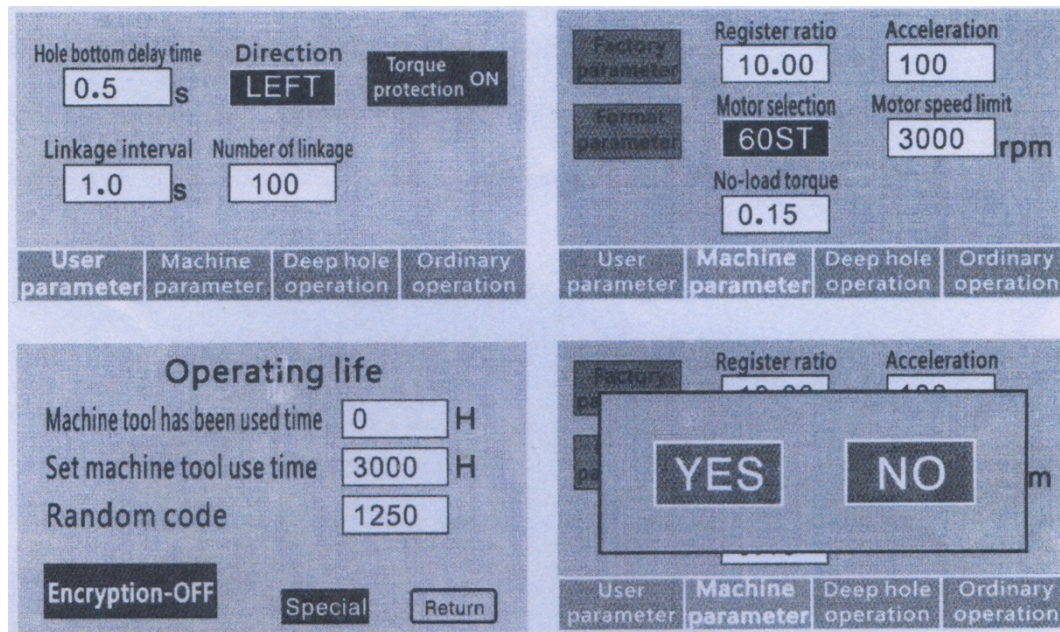 Hole bottom delay time
Direction
Torque protection ON
0.5 s
LEFT
Linkage interval
Number of linkage
1.0 s
100
User parameter
Machine parameter
Deep hole operation
Ordinary operation
Factory parameter
Register ratio
Acceleration
10.00
100
Format parameter
Motor selection
Motor speed limit
60ST
3000 rpm
No-load torque
0.15
User parameter
Machine parameter
Deep hole operation
Ordinary operation
Operating life
Machine tool has been used time 0 H
Set machine tool use time 3000 H
Random code 1250
Encryption-OFF
Special
Return
Factory
Register ratio
Acceleration
YES
NO
m
User parameter
Machine parameter
Deep hole operation
Ordinary operation